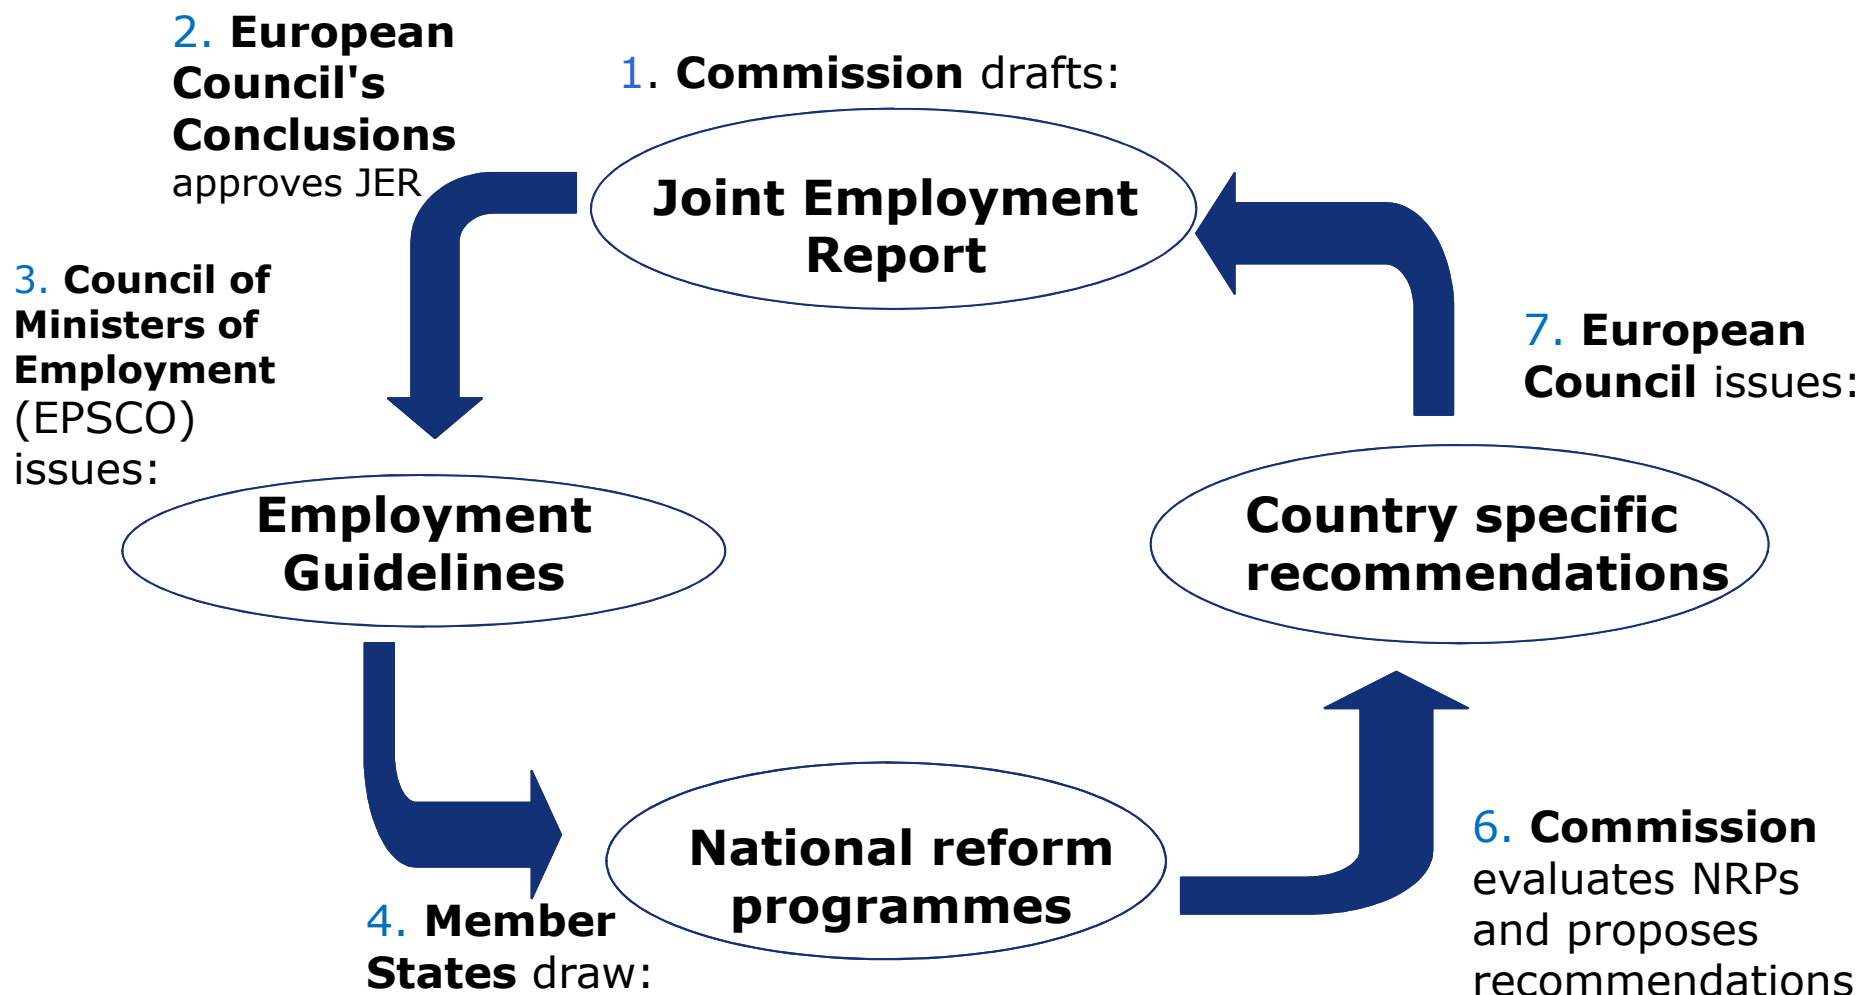 1. Commission drafts:
Joint Employment
Report
2. European
Council's
Conclusions
approves JER
3. Council of
Ministers of
Employment
(EPSCO)
issues:
Employment
Guidelines
4. Member
States draw:
National reform
programmes
6. Commission
evaluates NRPs
and proposes
recommendations
7. European
Council issues:
Country specific
recommendations